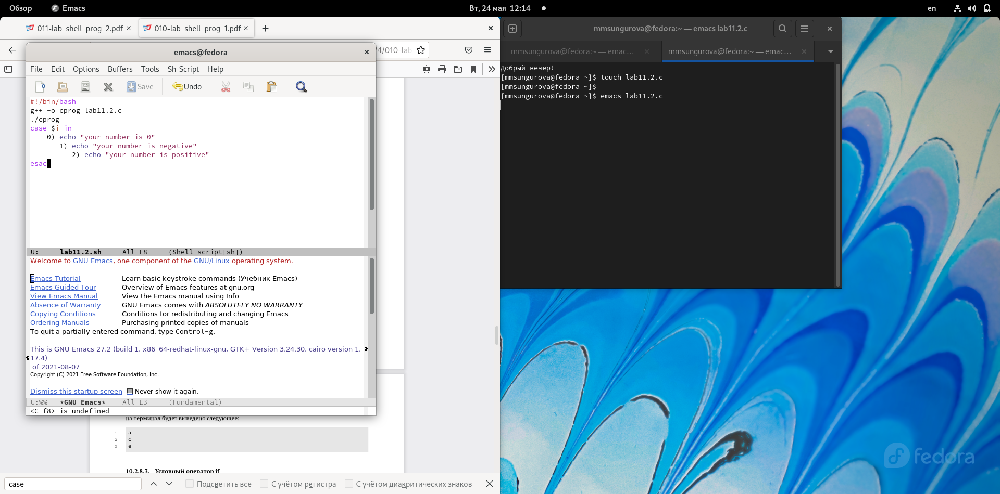 Обзор Emacs Вт, 24 мая 12:14 en
011-lab_shell_prog_2.pdf 010-lab_shell_prog_1.pdf
/4/010-lab
emacs@fedora
File Edit Options Buffers Tools Sh-Script Help
Save Undo
#!/bin/bash
g++ -o cprog lab11.2.c
./cprog
case $i in
    0) echo "your number is 0"
       1) echo "your number is negative"
          2) echo "your number is positive"
esac
U:--- lab11.2.sh All L8 (Shell-script[sh])
Welcome to GNU Emacs, one component of the GNU/Linux operating system.
Emacs Tutorial Learn basic keystroke commands (Учебник Emacs)
Emacs Guided Tour Overview of Emacs features at gnu.org
View Emacs Manual View the Emacs manual using Info
Absence of Warranty GNU Emacs comes with ABSOLUTELY NO WARRANTY
Copying Conditions Conditions for redistributing and changing Emacs
Ordering Manuals Purchasing printed copies of manuals
To quit a partially entered command, type Control-g.
This is GNU Emacs 27.2 (build 1, x86_64-redhat-linux-gnu, GTK+ Version 3.24.30, cairo version 1.
17.4)
of 2021-08-07
Copyright (C) 2021 Free Software Foundation, Inc.
Dismiss this startup screen Never show it again.
U:%%- *GNU Emacs* All L3 (Fundamental)
<C-f8> is undefined
на терминал будет выведено следующее:
1 a
2 c
3 e
10.2.8.3. Условный оператор if
case Подсветить все С учётом регистра С учётом диакритических знаков
mmsungurova@fedora:~ — emacs lab11.2.c
mmsungurova@fedora:~ — emac… mmsungurova@fedora:~ — emac…
Добрый вечер!
[mmsungurova@fedora ~]$ touch lab11.2.c
[mmsungurova@fedora ~]$
[mmsungurova@fedora ~]$ emacs lab11.2.c
fedora